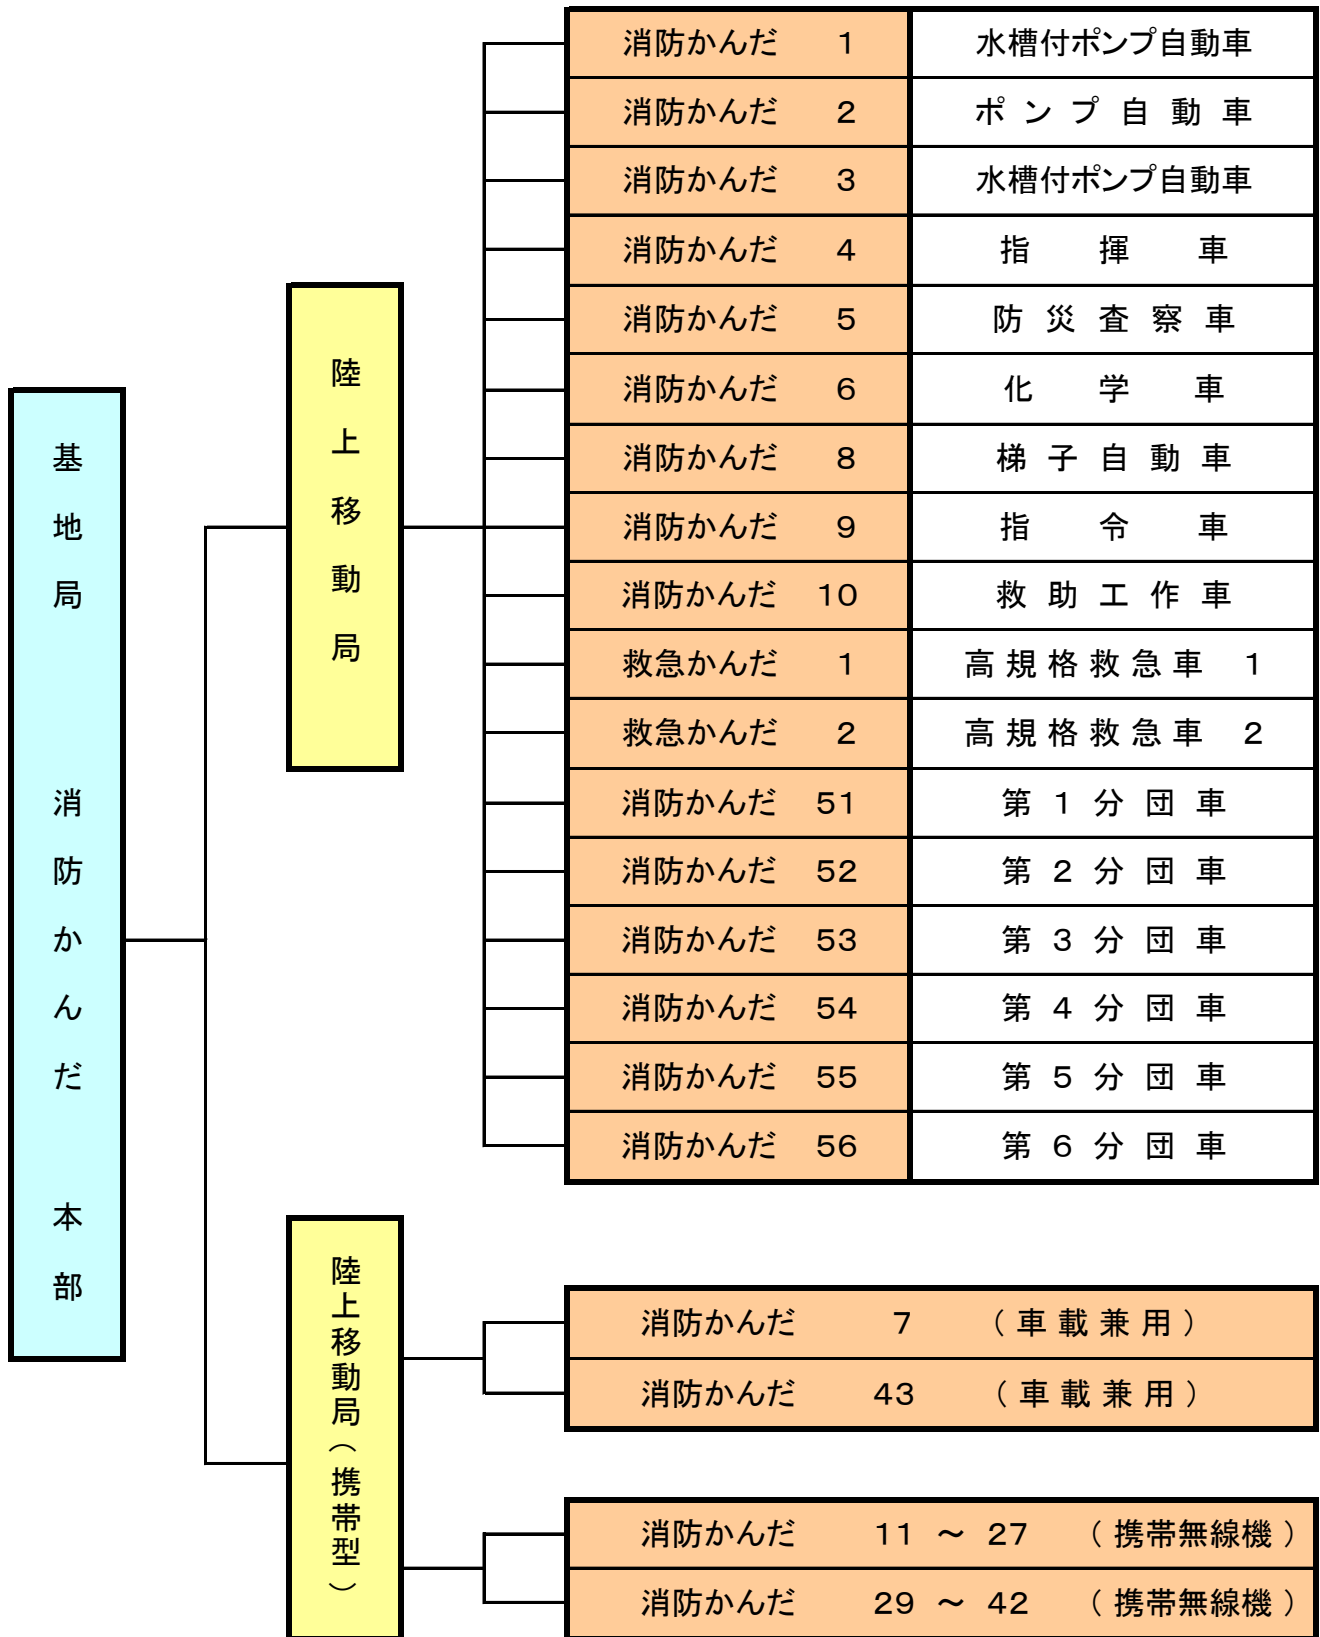 基地局 消防かんだ 本部
陸上移動局
消防かんだ 1 水槽付ポンプ自動車
消防かんだ 2 ポンプ自動車
消防かんだ 3 水槽付ポンプ自動車
消防かんだ 4 指揮車
消防かんだ 5 防災査察車
消防かんだ 6 化学車
消防かんだ 8 梯子自動車
消防かんだ 9 指令車
消防かんだ 10 救助工作車
救急かんだ 1 高規格救急車 1
救急かんだ 2 高規格救急車 2
消防かんだ 51 第1分団車
消防かんだ 52 第2分団車
消防かんだ 53 第3分団車
消防かんだ 54 第4分団車
消防かんだ 55 第5分団車
消防かんだ 56 第6分団車
陸上移動局(携帯型)
消防かんだ 7 (車載兼用)
消防かんだ 43 (車載兼用)
消防かんだ 11 ～ 27 (携帯無線機)
消防かんだ 29 ～ 42 (携帯無線機)